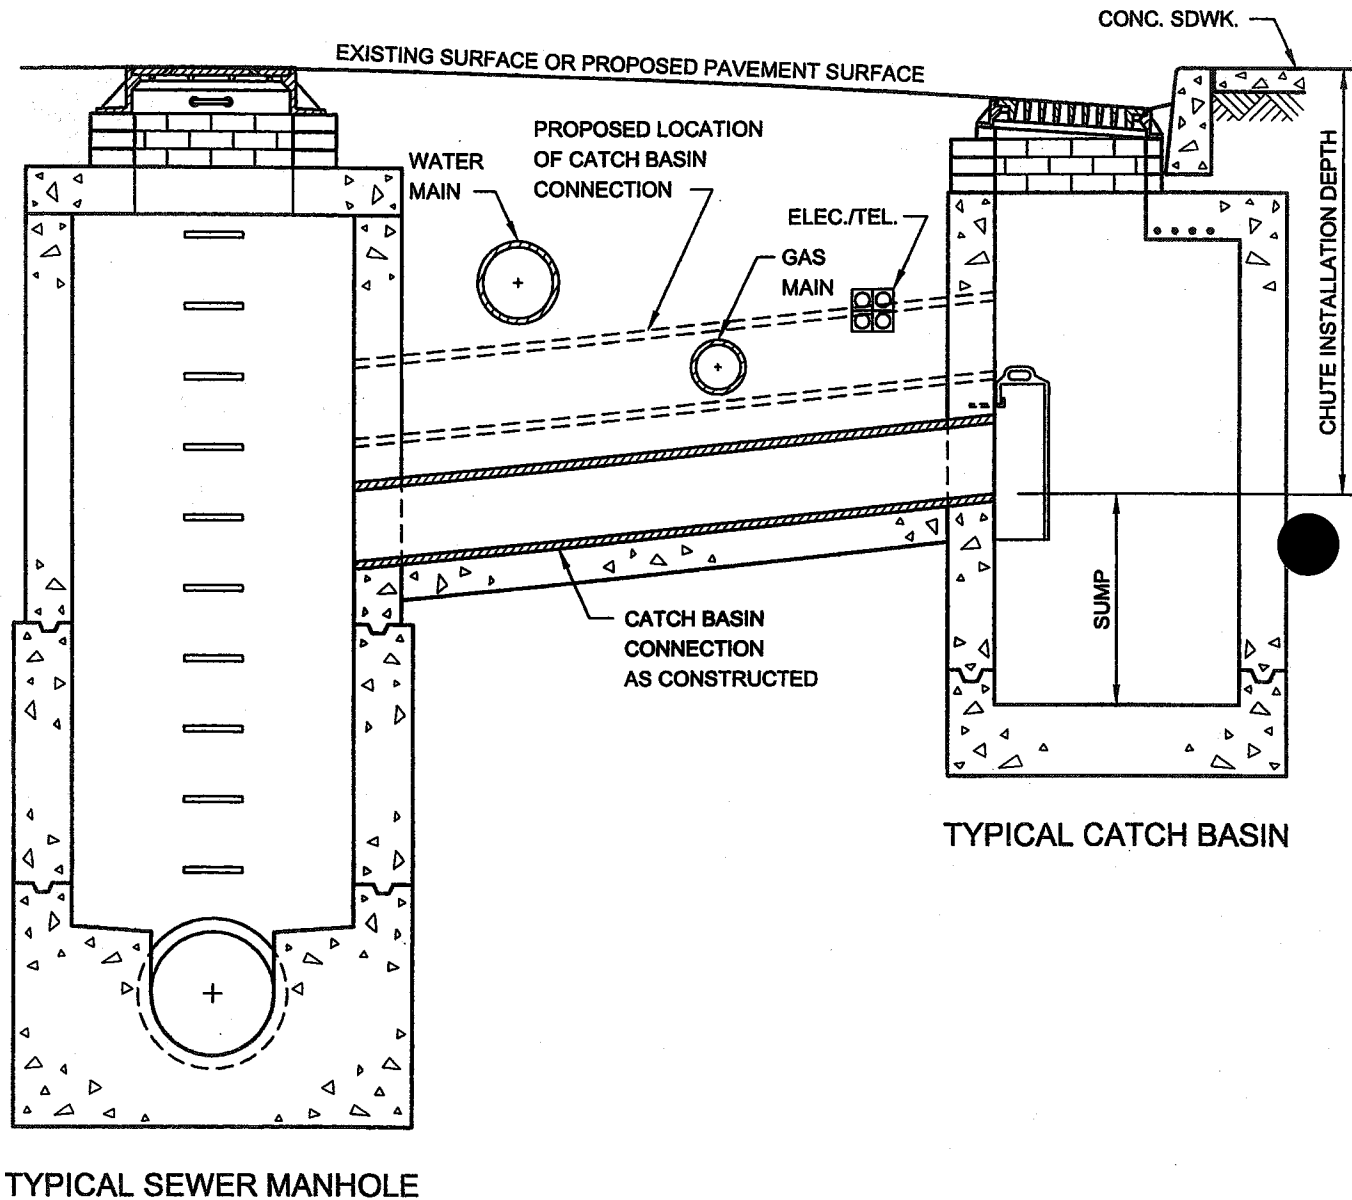 CONC. SDWK.
EXISTING SURFACE OR PROPOSED PAVEMENT SURFACE
PROPOSED LOCATION
OF CATCH BASIN
CONNECTION
WATER
MAIN
ELEC./TEL.
GAS
MAIN
CHUTE INSTALLATION DEPTH
SUMP
CATCH BASIN
CONNECTION
AS CONSTRUCTED
TYPICAL CATCH BASIN
TYPICAL SEWER MANHOLE